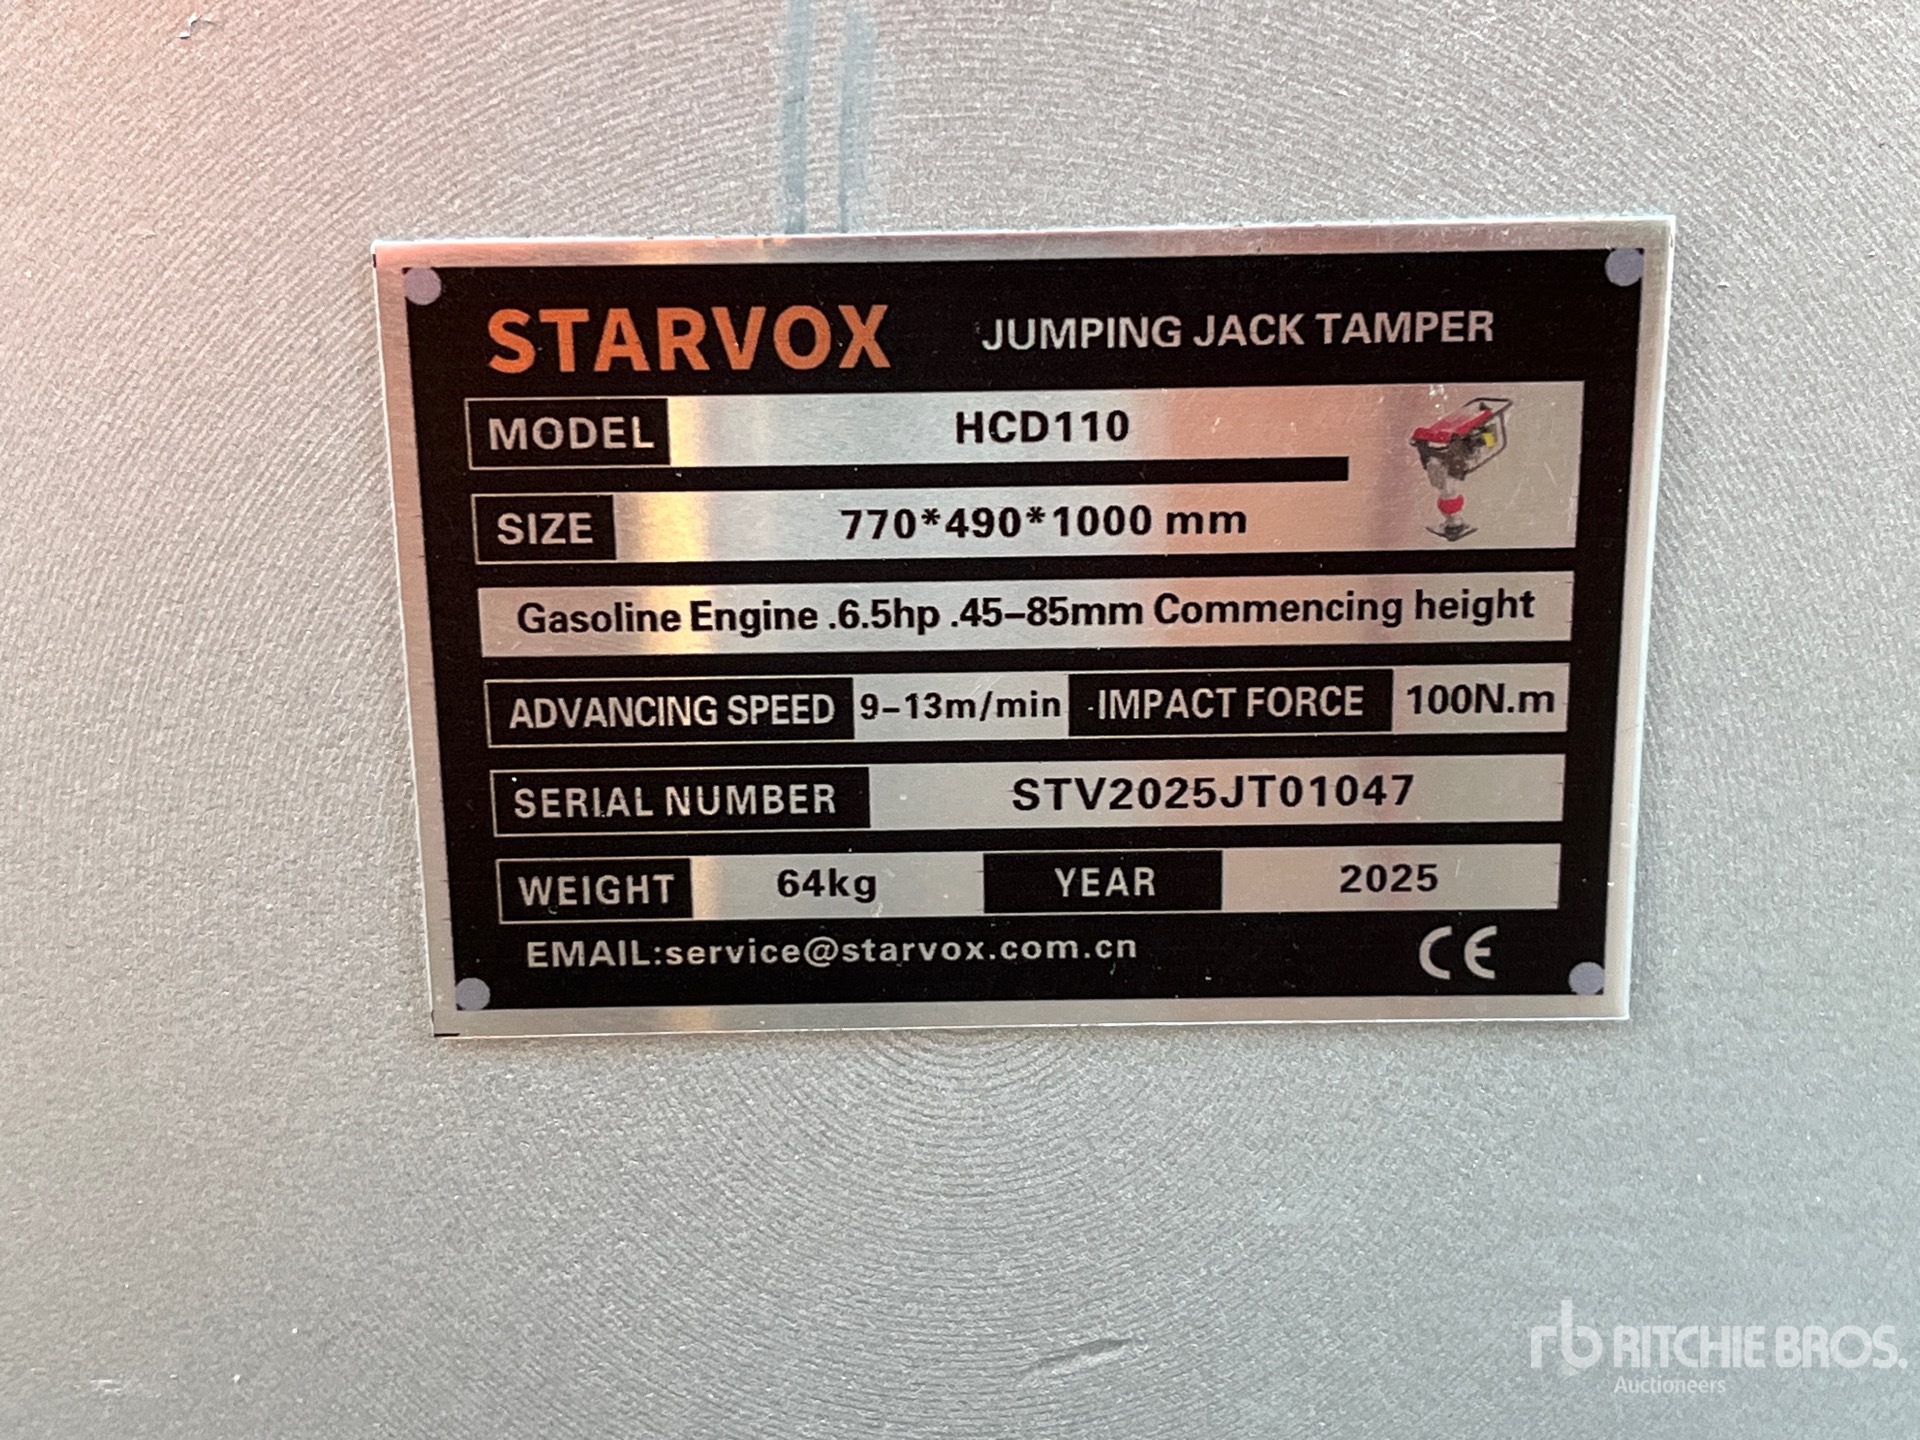 STARVOX JUMPING JACK TAMPER
MODEL HCD110
SIZE 770*490*1000 mm
Gasoline Engine .6.5hp .45-85mm Commencing height
ADVANCING SPEED 9-13m/min ·IMPACT FORCE 100N.m
SERIAL NUMBER STV2025JT01047
WEIGHT 64kg YEAR 2025
EMAIL:service@starvox.com.cn CE
rb RITCHIE BROS.
Auctioneers